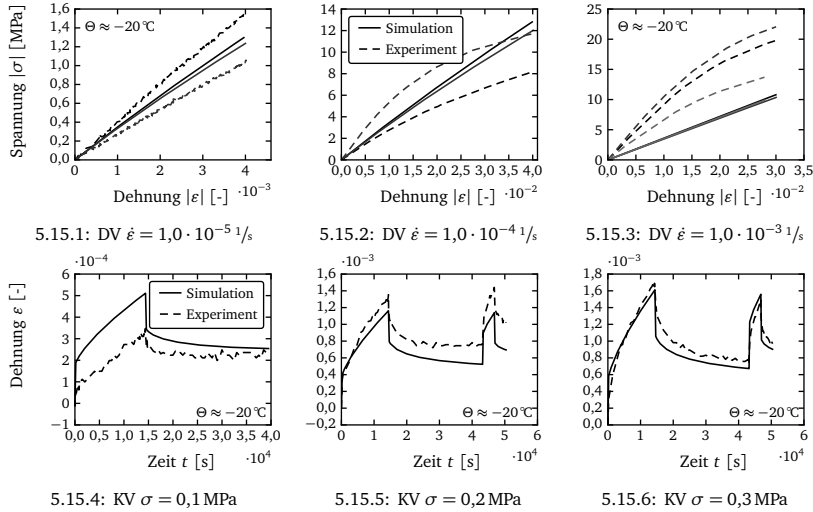 Spannung |σ| [MPa]
1,6
1,4
1,2
1,0
0,8
0,6
0,4
0,2
0,0
Θ ≈ −20 °C
0 1 2 3 4
Dehnung |ε| [-] ·10⁻³
5.15.1: DV ε̇ = 1,0 · 10⁻⁵ 1/s
14
12
10
8
6
4
2
0
Simulation
Experiment
0,0 0,5 1,0 1,5 2,0 2,5 3,0 3,5 4,0
Dehnung |ε| [-] ·10⁻²
5.15.2: DV ε̇ = 1,0 · 10⁻⁴ 1/s
25
20
15
10
5
0
Θ ≈ −20 °C
0,0 0,5 1,0 1,5 2,0 2,5 3,0 3,5
Dehnung |ε| [-] ·10⁻²
5.15.3: DV ε̇ = 1,0 · 10⁻³ 1/s
Dehnung ε [-]
·10⁻⁴
6
5
4
3
2
1
0
−1
Simulation
Experiment
Θ ≈ −20 °C
0,0 0,5 1,0 1,5 2,0 2,5 3,0 3,5 4,0
Zeit t [s] ·10⁴
5.15.4: KV σ = 0,1 MPa
·10⁻³
1,6
1,4
1,2
1,0
0,8
0,6
0,4
0,2
0,0
−0,2
Θ ≈ −20 °C
0 1 2 3 4 5 6
Zeit t [s] ·10⁴
5.15.5: KV σ = 0,2 MPa
·10⁻³
1,8
1,6
1,4
1,2
1,0
0,8
0,6
0,4
0,2
0,0
Θ ≈ −20 °C
0 1 2 3 4 5 6
Zeit t [s] ·10⁴
5.15.6: KV σ = 0,3 MPa